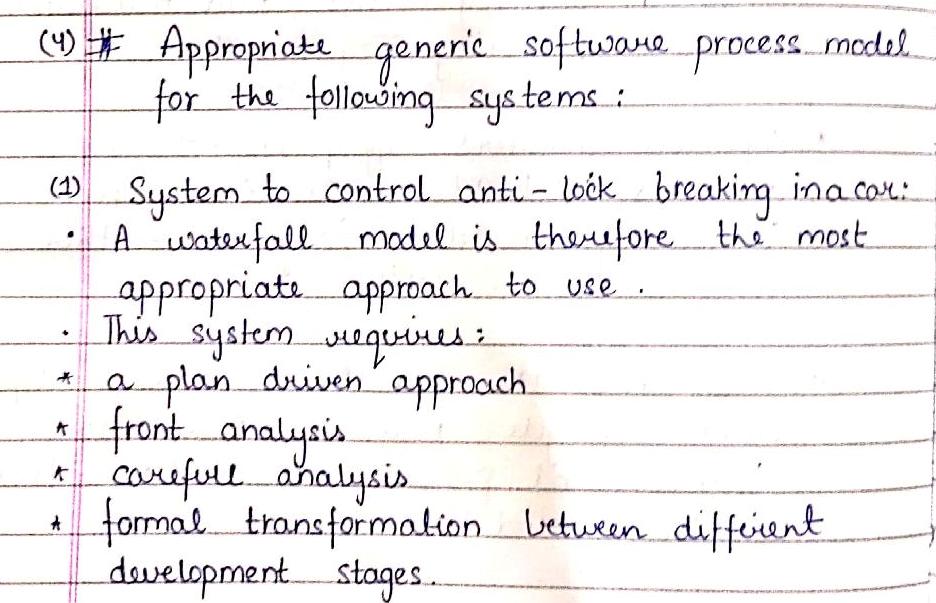 (4) # Appropriate generic software process model
for the following systems :
(1) System to control anti - lock breaking in a car:
• A waterfall model is therefore the most
appropriate approach to use .
• This system requires :
* a plan driven approach
* front analysis
* carefull analysis
* formal transformation between different
development stages.